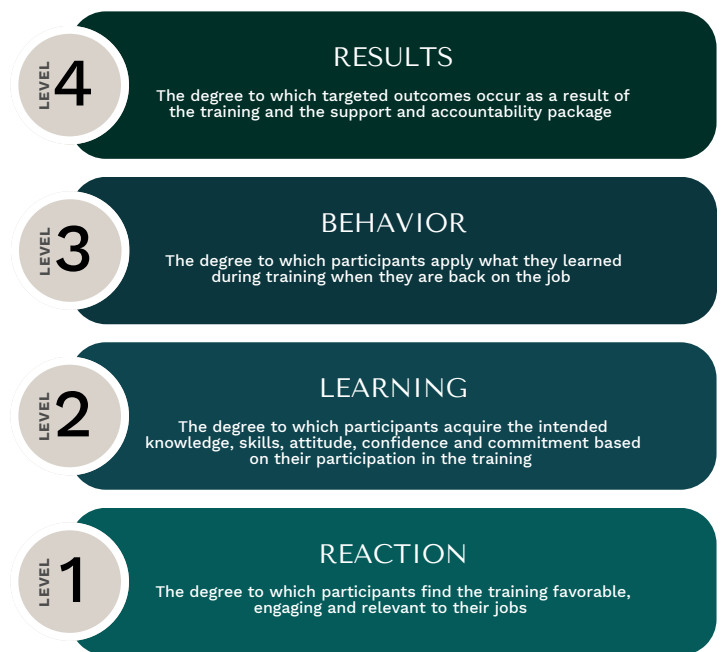 LEVEL
4
RESULTS
The degree to which targeted outcomes occur as a result of
the training and the support and accountability package
LEVEL
3
BEHAVIOR
The degree to which participants apply what they learned
during training when they are back on the job
LEVEL
2
LEARNING
The degree to which participants acquire the intended
knowledge, skills, attitude, confidence and commitment based
on their participation in the training
LEVEL
1
REACTION
The degree to which participants find the training favorable,
engaging and relevant to their jobs